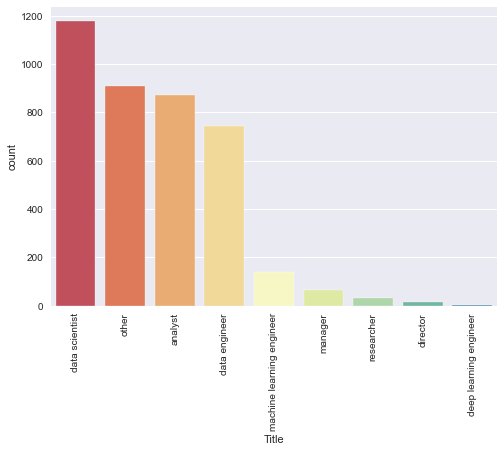 1200
1000
800
600
400
200
0
count
data scientist
other
analyst
data engineer
machine learning engineer
manager
researcher
director
deep learning engineer
Title